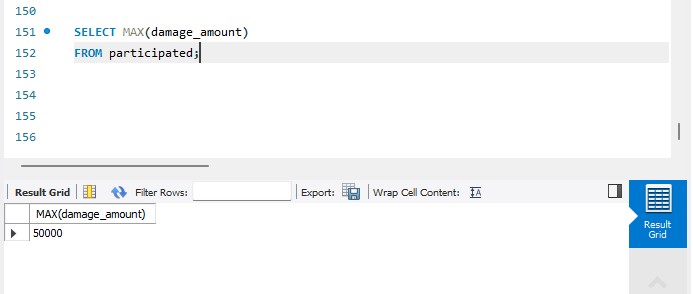 150
151 SELECT MAX(damage_amount)
152 FROM participated;
153
154
155
156
Result Grid Filter Rows: Export: Wrap Cell Content: IA
MAX(damage_amount)
50000
Result
Grid